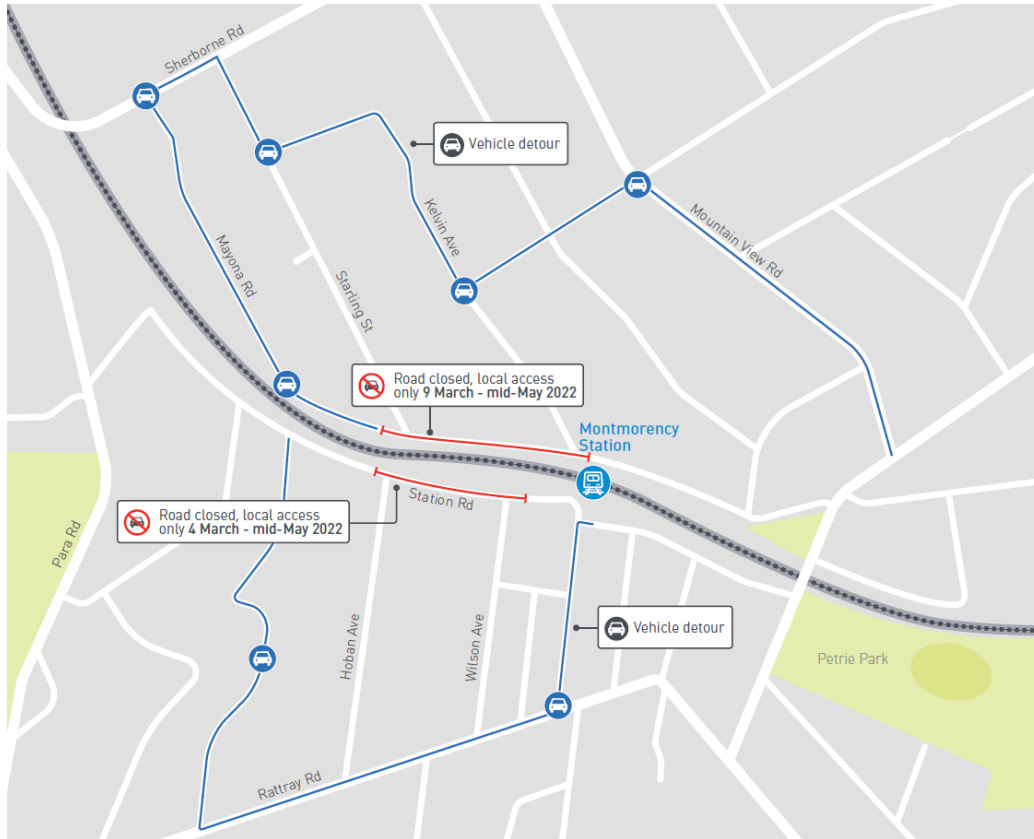 Sherborne Rd
Vehicle detour
Kelvin Ave
Mountain View Rd
Mayona Rd
Starling St
Road closed, local access
only 9 March - mid-May 2022
Montmorency
Station
Station Rd
Road closed, local access
only 4 March - mid-May 2022
Para Rd
Hoban Ave
Wilson Ave
Vehicle detour
Petrie Park
Rattray Rd